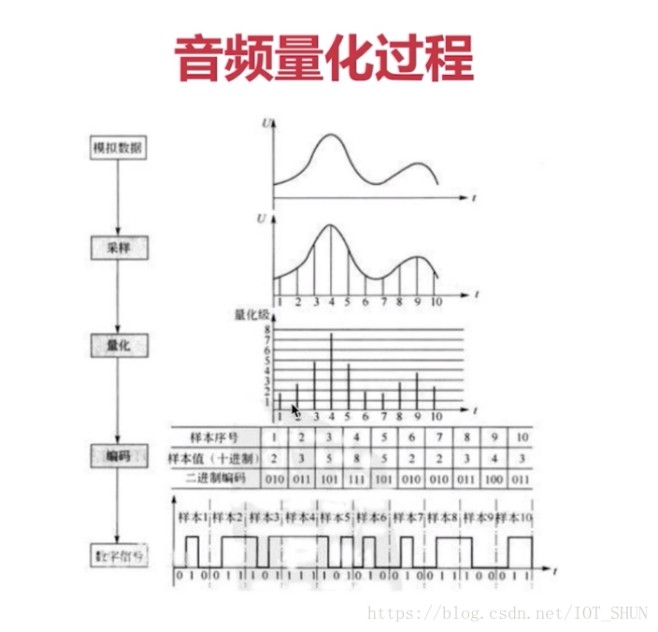 音频量化过程
模拟数据
U
t
采样
U
1 2 3 4 5 6 7 8 9 10
t
量化
量化级
8
7
6
5
4
3
2
1
1 2 3 4 5 6 7 8 9 10
t
编码
样本序号 1 2 3 4 5 6 7 8 9 10
样本值（十进制） 2 3 5 8 5 2 2 3 4 3
二进制编码 010 011 101 111 101 010 010 011 100 011
样本1 样本2 样本3 样本4 样本5 样本6 样本7 样本8 样本9 样本10
数字信号
0 1 0 0 1 1 1 0 1 1 1 1 1 0 1 0 1 0 0 1 0 0 1 1 1 0 0 0 1 1
t
https://blog.csdn.net/IOT_SHUN